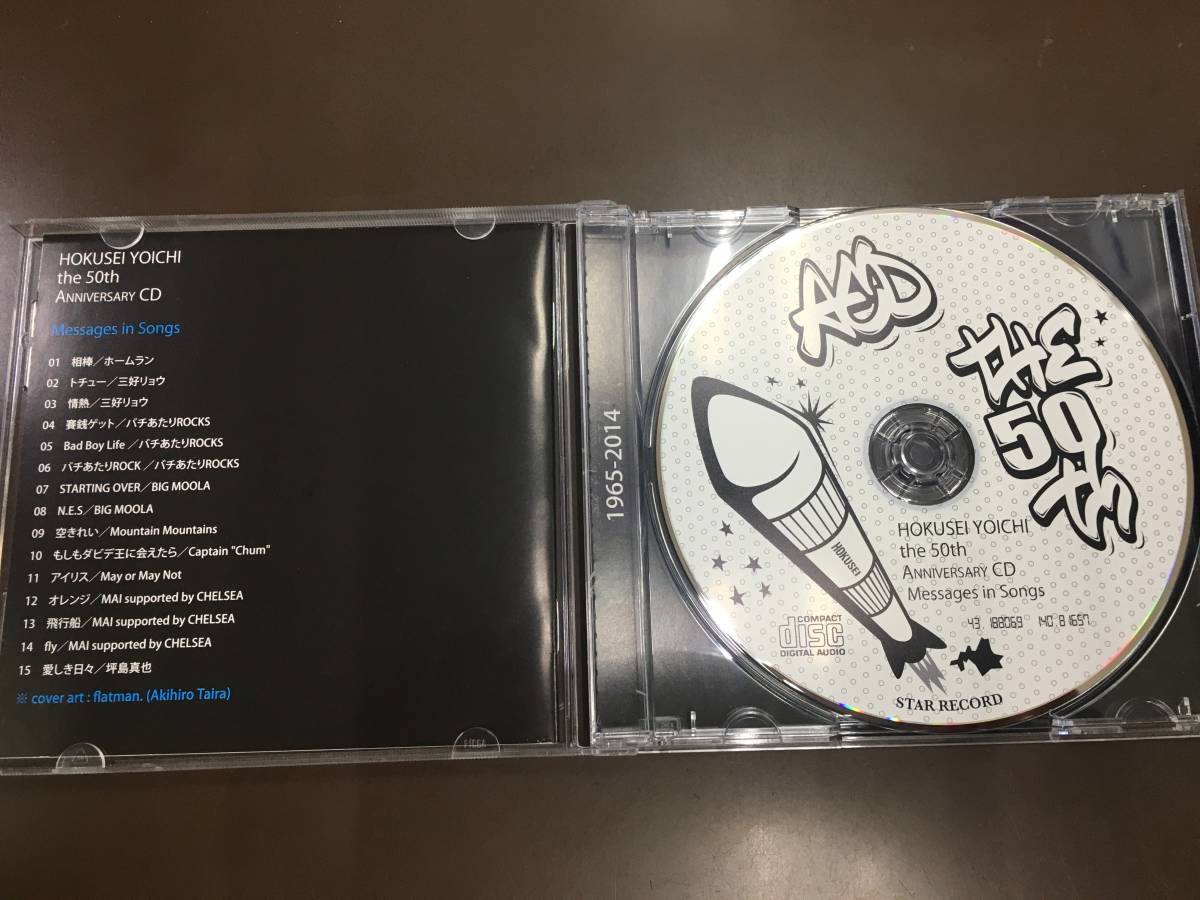 HOKUSEI YOICHI
the 50th
ANNIVERSARY CD
Messages in Songs
01 相棒／ホームラン
02 トチュー／三好リョウ
03 情熱／三好リョウ
04 賽銭ゲット／バチあたりROCKS
05 Bad Boy Life／バチあたりROCKS
06 バチあたりROCK／バチあたりROCKS
07 STARTING OVER／BIG MOOLA
08 N.E.S／BIG MOOLA
09 空きれい／Mountain Mountains
10 もしもダビデ王に会えたら／Captain "Chum"
11 アイリス／May or May Not
12 オレンジ／MAI supported by CHELSEA
13 飛行船／MAI supported by CHELSEA
14 fly／MAI supported by CHELSEA
15 愛しき日々／坪島真也
※ cover art : flatman. (Akihiro Taira)
1965-2014
THE
50
HOKUSEI
HOKUSEI YOICHI
the 50th
ANNIVERSARY CD
Messages in Songs
43.188069 140.81657
COMPACT
disc
DIGITAL AUDIO
STAR RECORD